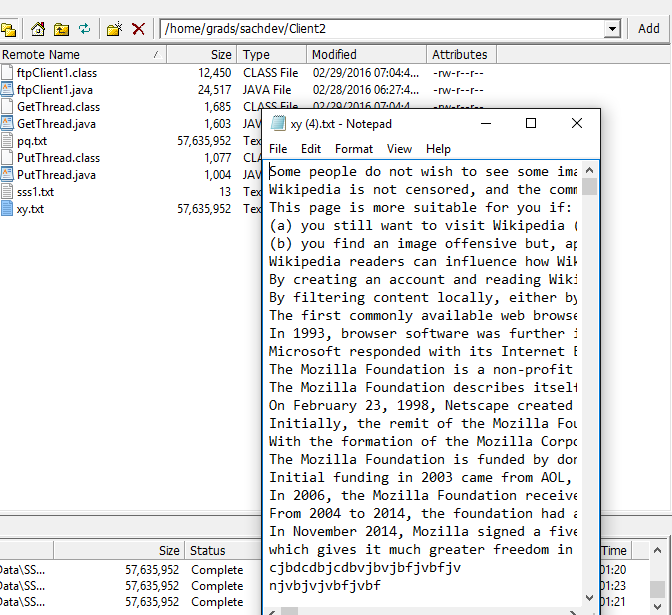 /home/grads/sachdev/Client2 Add
Remote Name / Size Type Modified Attributes
ftpClient1.class 12,450 CLASS File 02/29/2016 07:04:4... -rw-r--r--
ftpClient1.java 24,517 JAVA File 02/28/2016 06:27:4... -rw-r--r--
GetThread.class 1,685 CLASS File 02/29/2016 07:04:4... -rw-r--r--
GetThread.java 1,603 JAV
pq.txt 57,635,952 Tex
PutThread.class 1,077 CLA
PutThread.java 1,004 JAV
sss1.txt 13 Tex
xy.txt 57,635,952 Tex
xy (4).txt - Notepad
File Edit Format View Help
Some people do not wish to see some ima
Wikipedia is not censored, and the comm
This page is more suitable for you if:
(a) you still want to visit Wikipedia (
(b) you find an image offensive but, ap
Wikipedia readers can influence how Wik
By creating an account and reading Wiki
By filtering content locally, either by
The first commonly available web browse
In 1993, browser software was further i
Microsoft responded with its Internet E
The Mozilla Foundation is a non-profit
The Mozilla Foundation describes itself
On February 23, 1998, Netscape created
Initially, the remit of the Mozilla Fou
With the formation of the Mozilla Corpo
The Mozilla Foundation is funded by don
Initial funding in 2003 came from AOL,
In 2006, the Mozilla Foundation receive
From 2004 to 2014, the foundation had a
In November 2014, Mozilla signed a five
which gives it much greater freedom in
cjbdcdbjcdbvjbvjbfjvbfjv
njvbjvjvbfjvbf
Size Status Time
Data\SS... 57,635,952 Complete 01:20
Data\SS... 57,635,952 Complete 01:23
Data\SS... 57,635,952 Complete 01:21